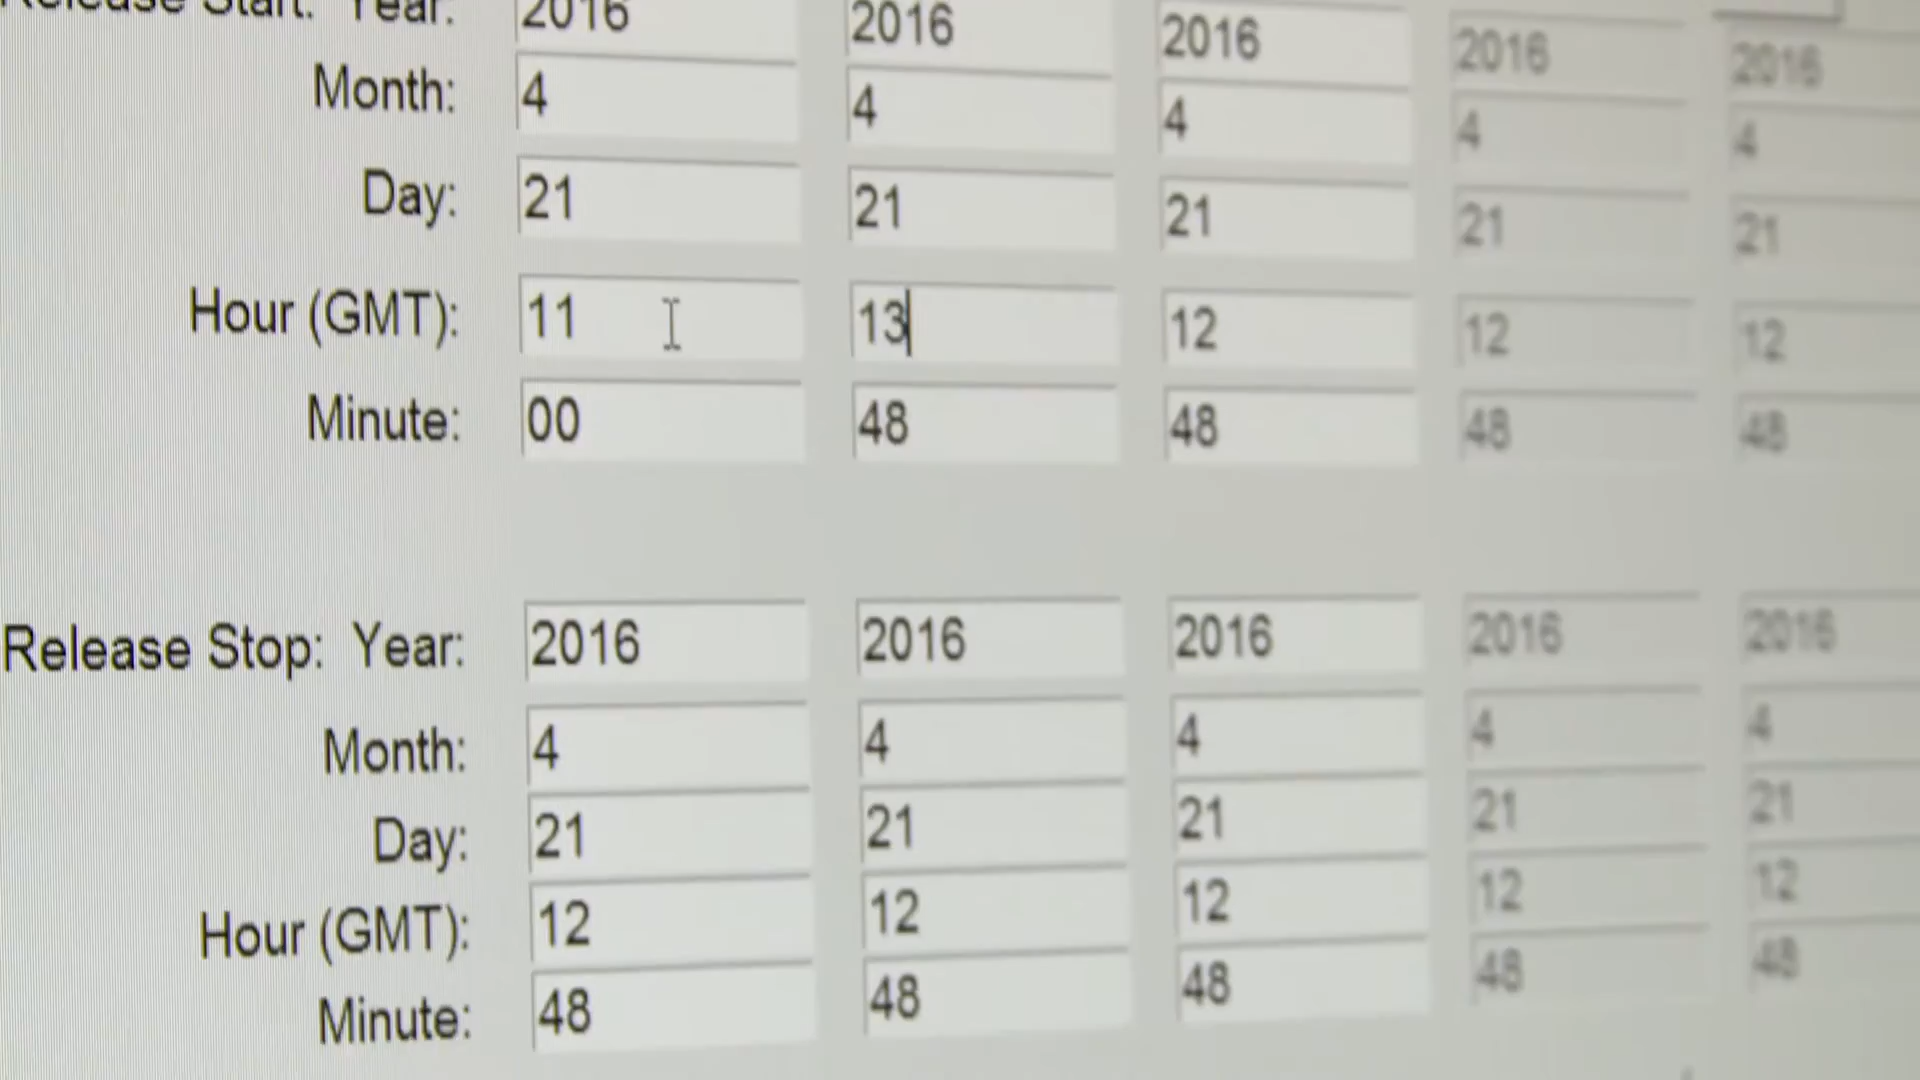 Release Start: Year: 2016 2016 2016 2016 2016
Month: 4 4 4 4 4
Day: 21 21 21 21 21
Hour (GMT): 11 13 12 12 12
Minute: 00 48 48 48 48
Release Stop: Year: 2016 2016 2016 2016 2016
Month: 4 4 4 4 4
Day: 21 21 21 21 21
Hour (GMT): 12 12 12 12 12
Minute: 48 48 48 48 48